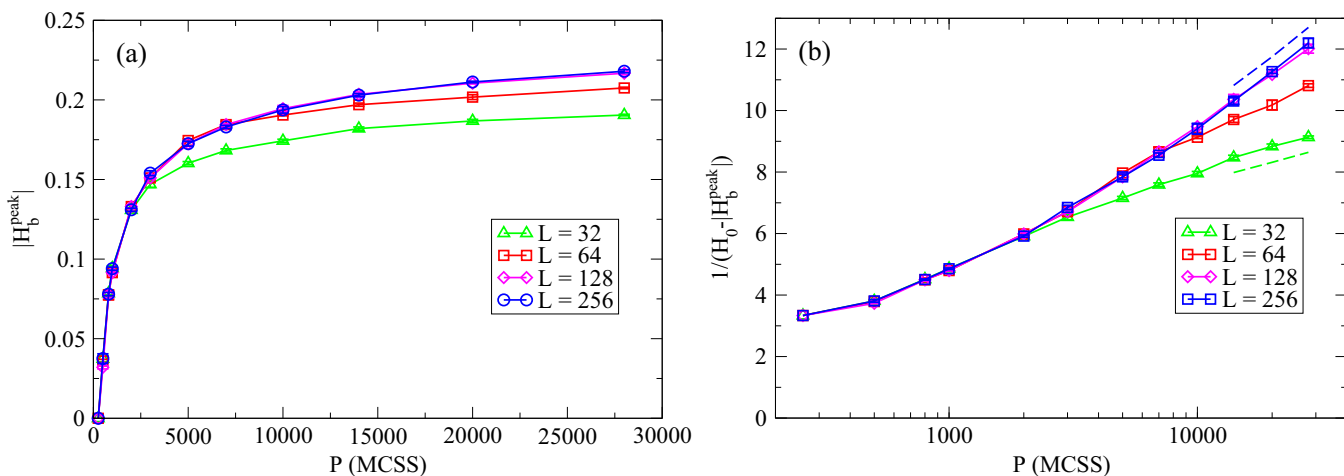 (a)
0.25
0.2
0.15
0.1
0.05
0
|H_b^peak|
0 5000 10000 15000 20000 25000 30000
P (MCSS)
L = 32
L = 64
L = 128
L = 256
(b)
12
10
8
6
4
2
0
1/(H_0-|H_b^peak|)
1000 10000
P (MCSS)
L = 32
L = 64
L = 128
L = 256